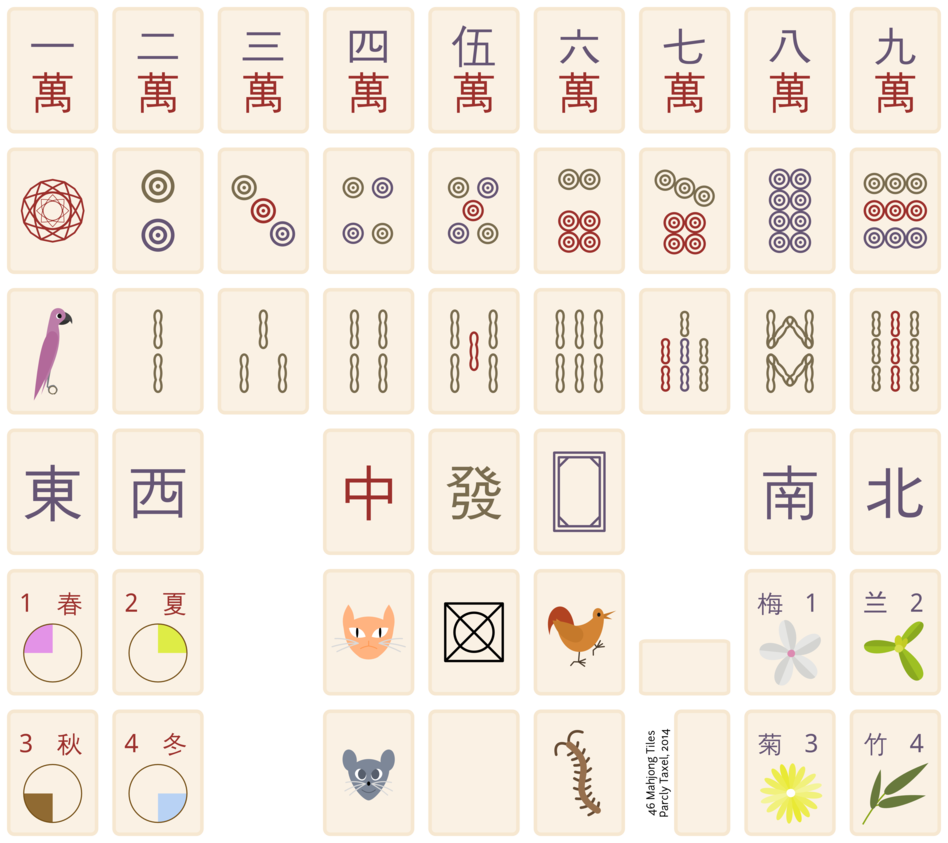 一 二 三 四 伍 六 七 八 九
萬 萬 萬 萬 萬 萬 萬 萬 萬
東 西 中 發 南 北
1 春 2 夏 梅 1 兰 2
3 秋 4 冬 菊 3 竹 4
46 Mahjong Tiles
Parcly Taxel, 2014